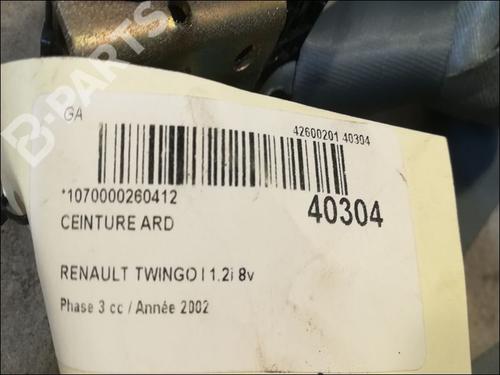 B-PARTS
GA
42600201 40304
*1070000260412
40304
CEINTURE ARD
RENAULT TWINGO I 1.2i 8v
Phase 3 cc / Année 2002